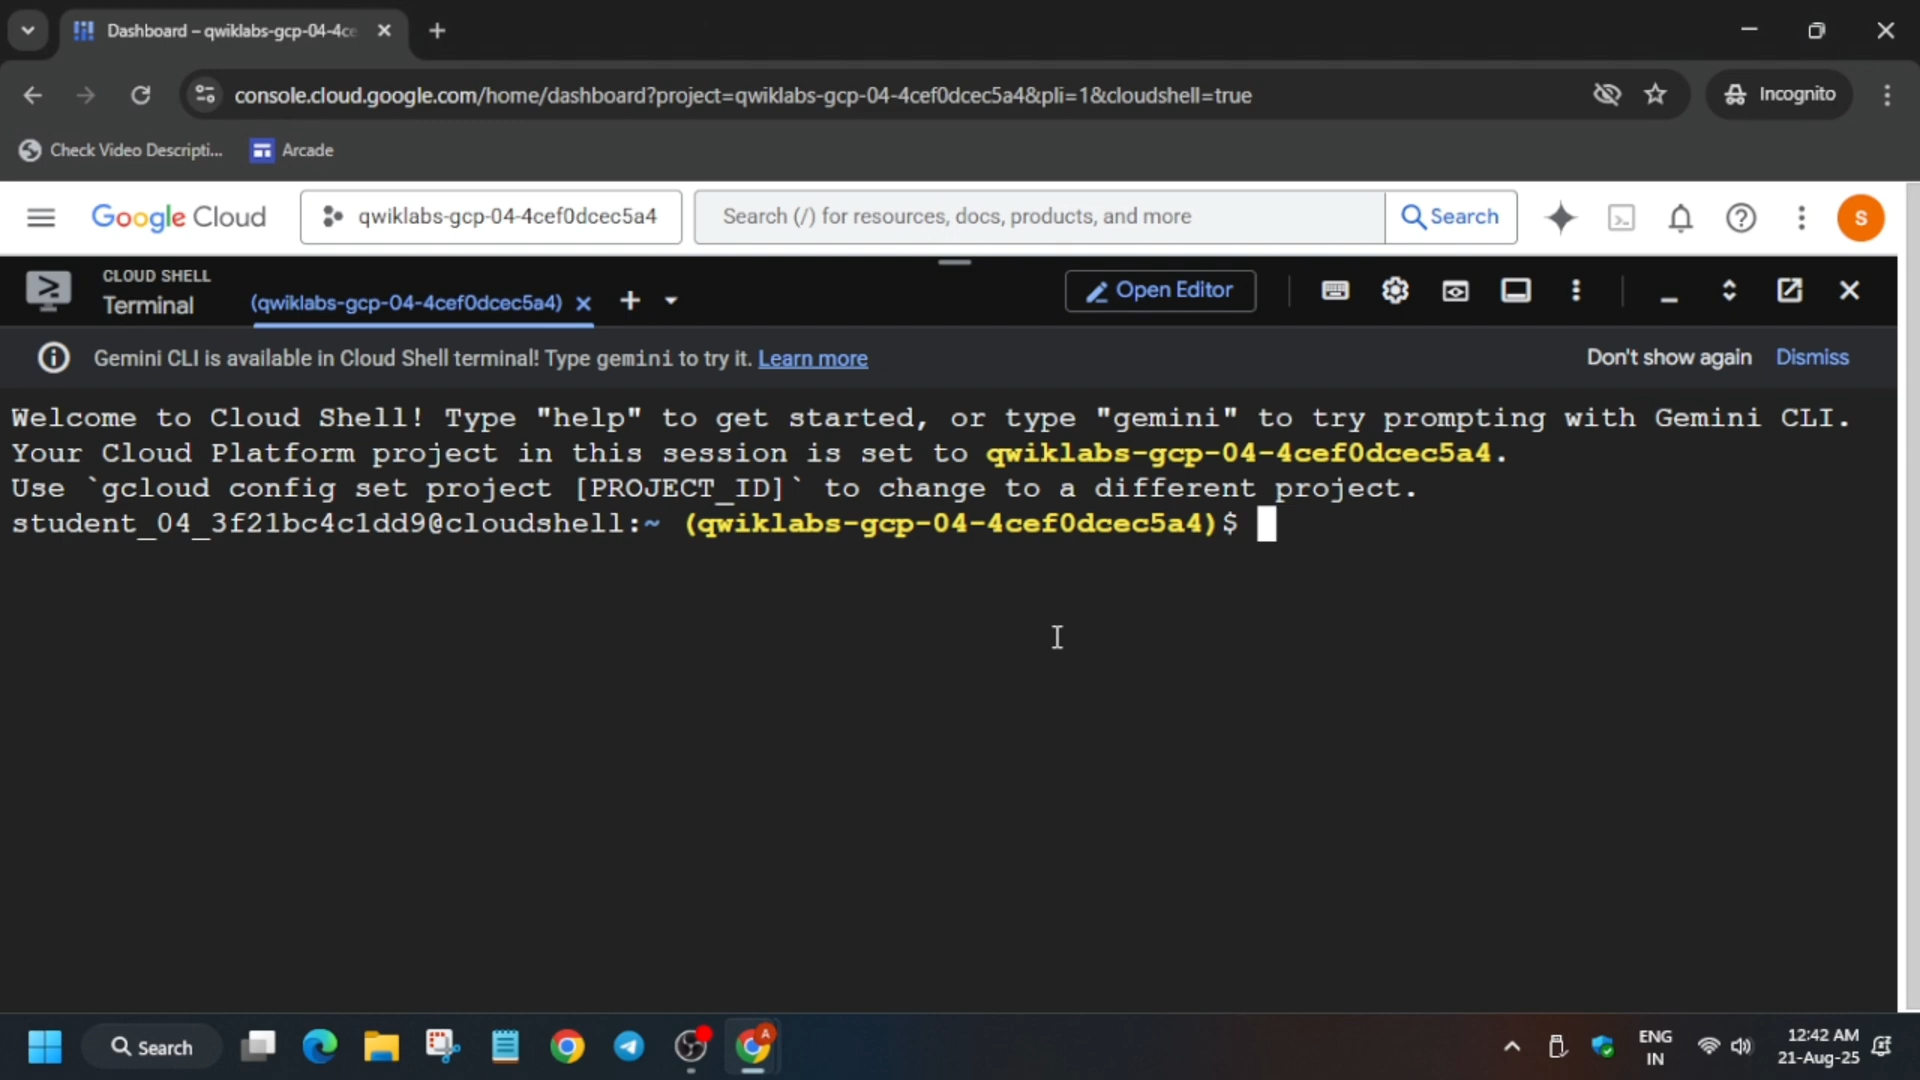 Dashboard – qwiklabs-gcp-04-4ce
console.cloud.google.com/home/dashboard?project=qwiklabs-gcp-04-4cef0dcec5a4&pli=1&cloudshell=true
Incognito
Check Video Descripti...
Arcade
Google Cloud
qwiklabs-gcp-04-4cef0dcec5a4
Search (/) for resources, docs, products, and more
Search
S
CLOUD SHELL
Terminal
(qwiklabs-gcp-04-4cef0dcec5a4)
Open Editor
Gemini CLI is available in Cloud Shell terminal! Type gemini to try it. Learn more
Don't show again
Dismiss
Welcome to Cloud Shell! Type "help" to get started, or type "gemini" to try prompting with Gemini CLI.
Your Cloud Platform project in this session is set to qwiklabs-gcp-04-4cef0dcec5a4.
Use `gcloud config set project [PROJECT_ID]` to change to a different project.
student_04_3f21bc4c1dd9@cloudshell:~ (qwiklabs-gcp-04-4cef0dcec5a4)$
Search
A
ENG
IN
12:42 AM
21-Aug-25